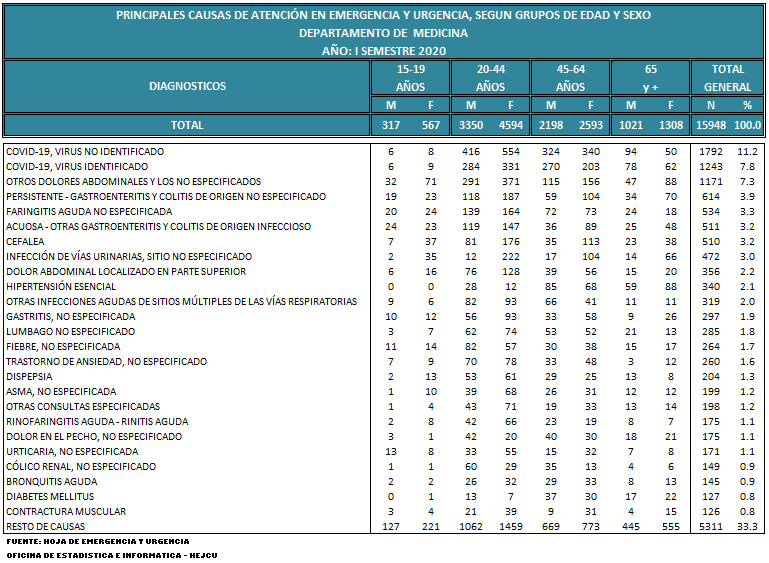 PRINCIPALES CAUSAS DE ATENCIÓN EN EMERGENCIA Y URGENCIA, SEGUN GRUPOS DE EDAD Y SEXO
DEPARTAMENTO DE MEDICINA
AÑO: I SEMESTRE 2020
DIAGNOSTICOS 15-19 AÑOS 20-44 AÑOS 45-64 AÑOS 65 y + TOTAL GENERAL
M F M F M F M F N %
TOTAL 317 567 3350 4594 2198 2593 1021 1308 15948 100.0
COVID-19, VIRUS NO IDENTIFICADO 6 8 416 554 324 340 94 50 1792 11.2
COVID-19, VIRUS IDENTIFICADO 6 9 284 331 270 203 78 62 1243 7.8
OTROS DOLORES ABDOMINALES Y LOS NO ESPECIFICADOS 32 71 291 371 115 156 47 88 1171 7.3
PERSISTENTE - GASTROENTERITIS Y COLITIS DE ORIGEN NO ESPECIFICADO 19 23 118 187 59 104 34 70 614 3.9
FARINGITIS AGUDA NO ESPECIFICADA 20 24 139 164 72 73 24 18 534 3.3
ACUOSA - OTRAS GASTROENTERITIS Y COLITIS DE ORIGEN INFECCIOSO 24 23 119 147 36 89 25 48 511 3.2
CEFALEA 7 37 81 176 35 113 23 38 510 3.2
INFECCIÓN DE VÍAS URINARIAS, SITIO NO ESPECIFICADO 2 35 12 222 17 104 14 66 472 3.0
DOLOR ABDOMINAL LOCALIZADO EN PARTE SUPERIOR 6 16 76 128 39 56 15 20 356 2.2
HIPERTENSIÓN ESENCIAL 0 0 28 12 85 68 59 88 340 2.1
OTRAS INFECCIONES AGUDAS DE SITIOS MÚLTIPLES DE LAS VÍAS RESPIRATORIAS 9 6 82 93 66 41 11 11 319 2.0
GASTRITIS, NO ESPECIFICADA 10 12 56 93 33 58 9 26 297 1.9
LUMBAGO NO ESPECIFICADO 3 7 62 74 53 52 21 13 285 1.8
FIEBRE, NO ESPECIFICADA 11 14 82 57 30 38 15 17 264 1.7
TRASTORNO DE ANSIEDAD, NO ESPECIFICADO 7 9 70 78 33 48 3 12 260 1.6
DISPEPSIA 2 13 53 61 29 25 13 8 204 1.3
ASMA, NO ESPECIFICADA 1 10 39 68 26 31 12 12 199 1.2
OTRAS CONSULTAS ESPECIFICADAS 1 4 43 71 19 33 13 14 198 1.2
RINOFARINGITIS AGUDA - RINITIS AGUDA 2 8 42 66 23 19 8 7 175 1.1
DOLOR EN EL PECHO, NO ESPECIFICADO 3 1 42 20 40 30 18 21 175 1.1
URTICARIA, NO ESPECIFICADA 13 8 33 55 15 32 7 8 171 1.1
CÓLICO RENAL, NO ESPECIFICADO 1 1 60 29 35 13 4 6 149 0.9
BRONQUITIS AGUDA 2 2 26 32 29 33 8 13 145 0.9
DIABETES MELLITUS 0 1 13 7 37 30 17 22 127 0.8
CONTRACTURA MUSCULAR 3 4 21 39 9 31 4 15 126 0.8
RESTO DE CAUSAS 127 221 1062 1459 669 773 445 555 5311 33.3
FUENTE: HOJA DE EMERGENCIA Y URGENCIA
OFICINA DE ESTADISTICA E INFORMATICA - HEJCU